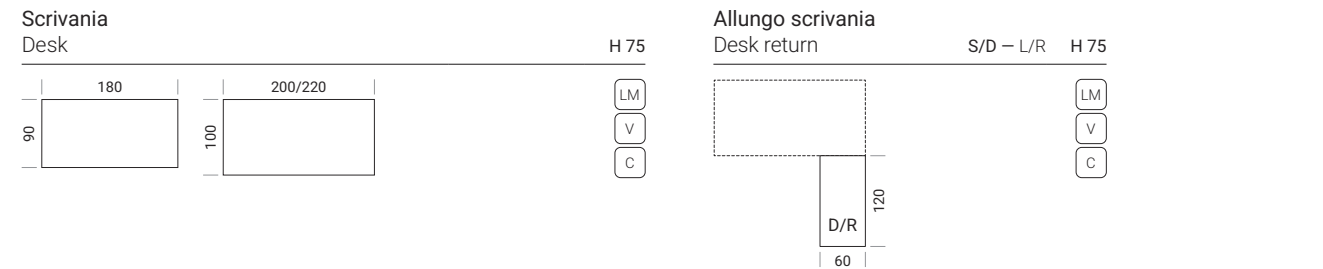 Scrivania
Desk H 75
180
200/220
90
100
LM
V
C
Allungo scrivania
Desk return S/D — L/R H 75
LM
V
C
120
D/R
60